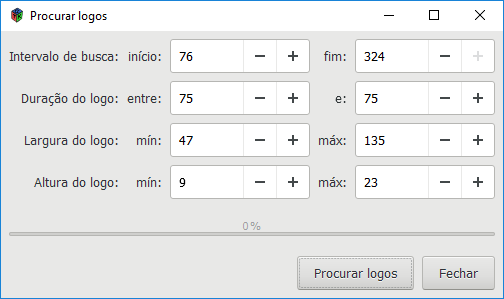 Procurar logos
Intervalo de busca: início: 76 fim: 324
Duração do logo: entre: 75 e: 75
Largura do logo: mín: 47 máx: 135
Altura do logo: mín: 9 máx: 23
0%
Procurar logos Fechar